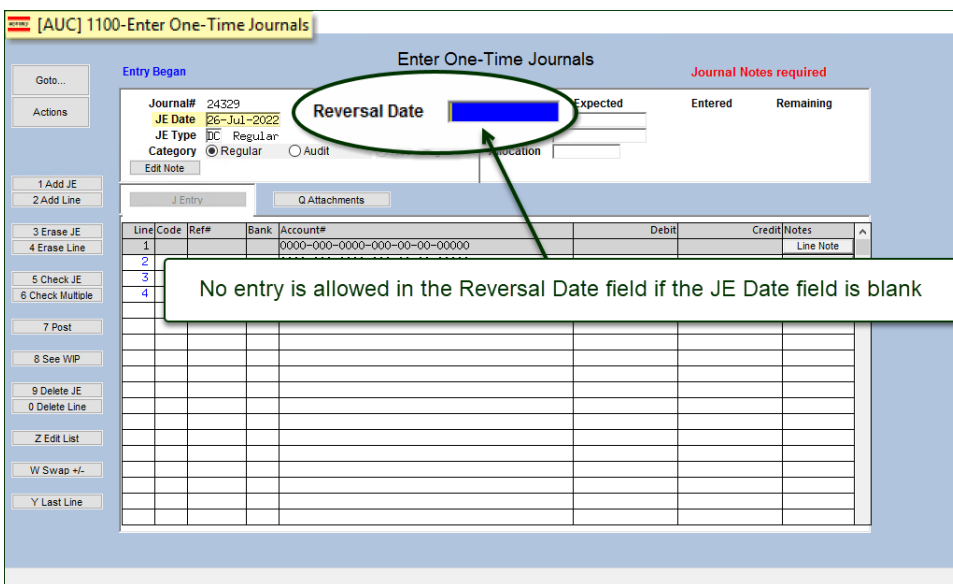 [AUC] 1100-Enter One-Time Journals
Enter One-Time Journals
Entry Began
Journal Notes required
Goto...
Actions
Journal# 24329
JE Date 26-Jul-2022
JE Type DC Regular
Category Regular Audit
Edit Note
Reversal Date
Expected Entered Remaining
1 Add JE
2 Add Line
J Entry Q Attachments
3 Erase JE
4 Erase Line
5 Check JE
6 Check Multiple
7 Post
8 See WIP
9 Delete JE
0 Delete Line
Z Edit List
W Swap +/-
Y Last Line
Line Code Ref# Bank Account# Debit Credit Notes
1 0000-000-0000-000-00-00-00000 Line Note
2
3
4
No entry is allowed in the Reversal Date field if the JE Date field is blank